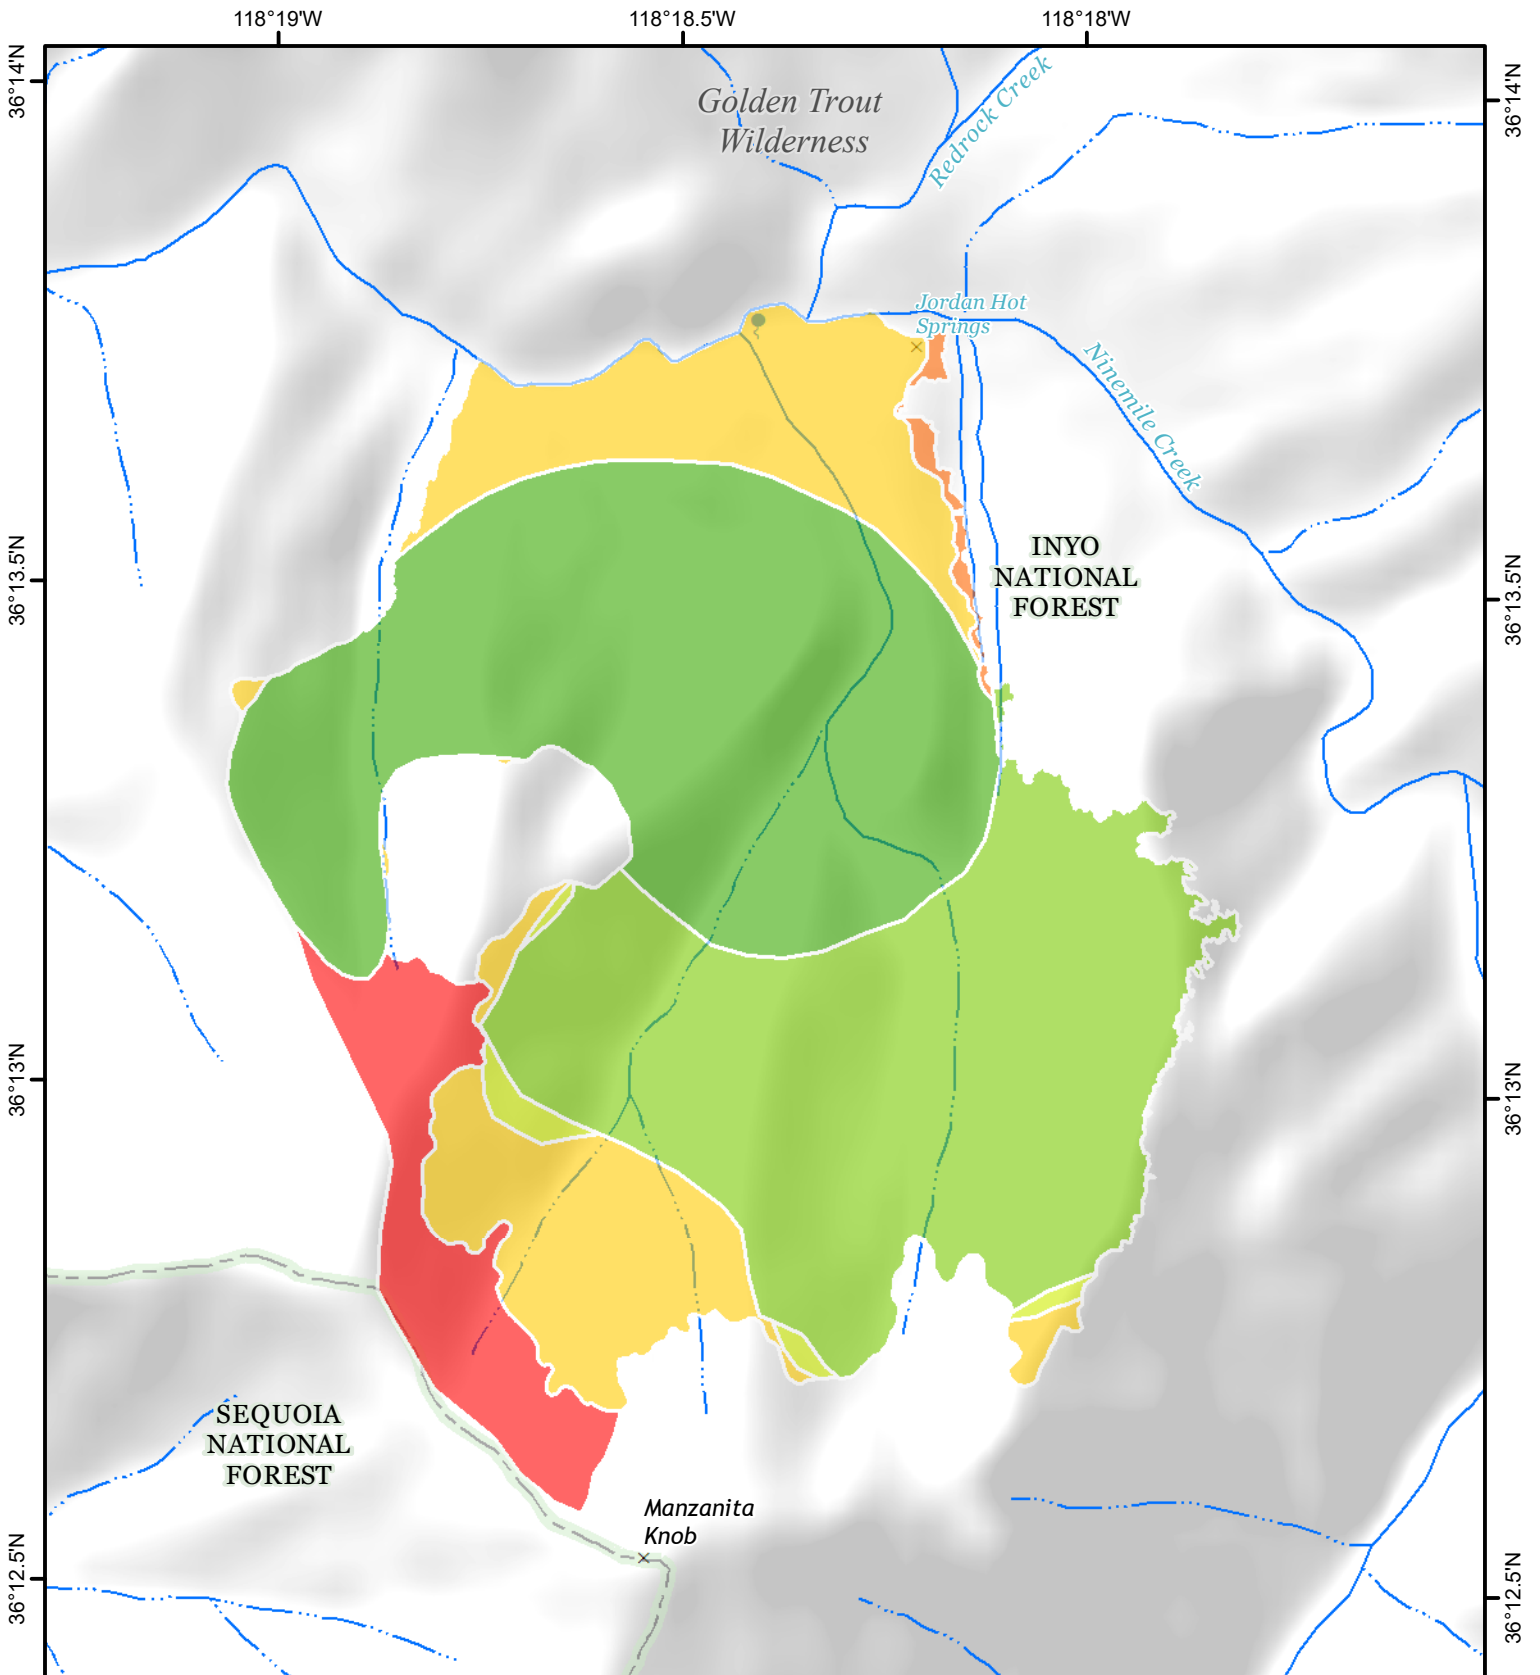 118°19'W
118°18.5'W
118°18'W
36°14'N
36°14'N
Golden Trout
Wilderness
Redrock Creek
Jordan Hot
Springs
Ninemile Creek
36°13.5'N
36°13.5'N
INYO
NATIONAL
FOREST
36°13'N
36°13'N
SEQUOIA
NATIONAL
FOREST
Manzanita
Knob
36°12.5'N
36°12.5'N